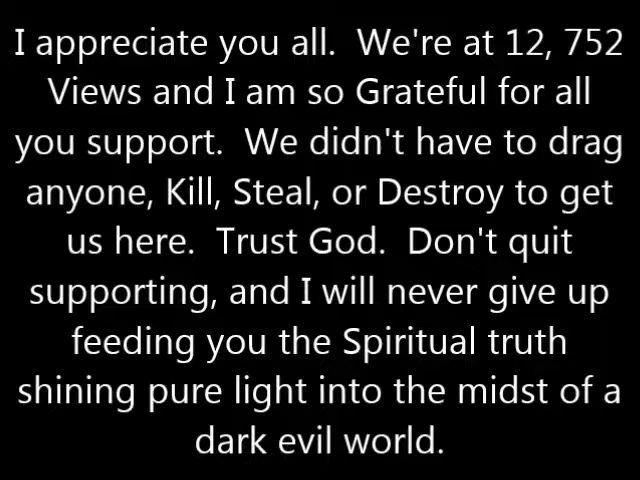 I appreciate you all.  We're at 12, 752
Views and I am so Grateful for all
you support.  We didn't have to drag
anyone, Kill, Steal, or Destroy to get
us here.  Trust God.  Don't quit
supporting, and I will never give up
feeding you the Spiritual truth
shining pure light into the midst of a
dark evil world.